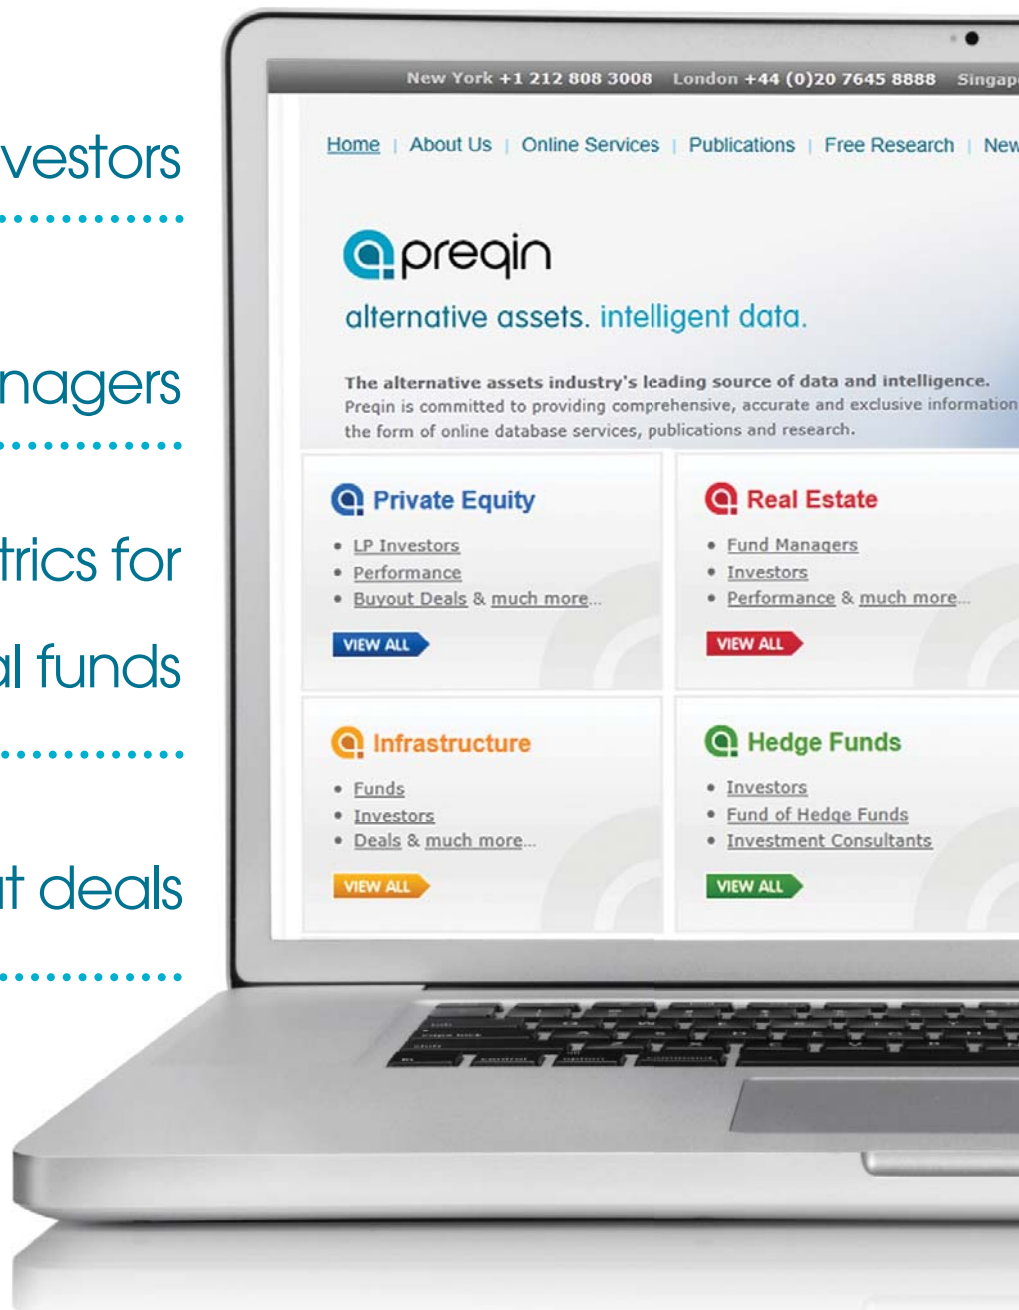 vestors
nagers
trics for
al funds
ut deals
New York +1 212 808 3008 London +44 (0)20 7645 8888 Singap
Home | About Us | Online Services | Publications | Free Research | New
preqin
alternative assets. intelligent data.
The alternative assets industry's leading source of data and intelligence.
Preqin is committed to providing comprehensive, accurate and exclusive information
the form of online database services, publications and research.
Private Equity
• LP Investors
• Performance
• Buyout Deals & much more...
VIEW ALL
Real Estate
• Fund Managers
• Investors
• Performance & much more...
VIEW ALL
Infrastructure
• Funds
• Investors
• Deals & much more...
VIEW ALL
Hedge Funds
• Investors
• Fund of Hedge Funds
• Investment Consultants
VIEW ALL